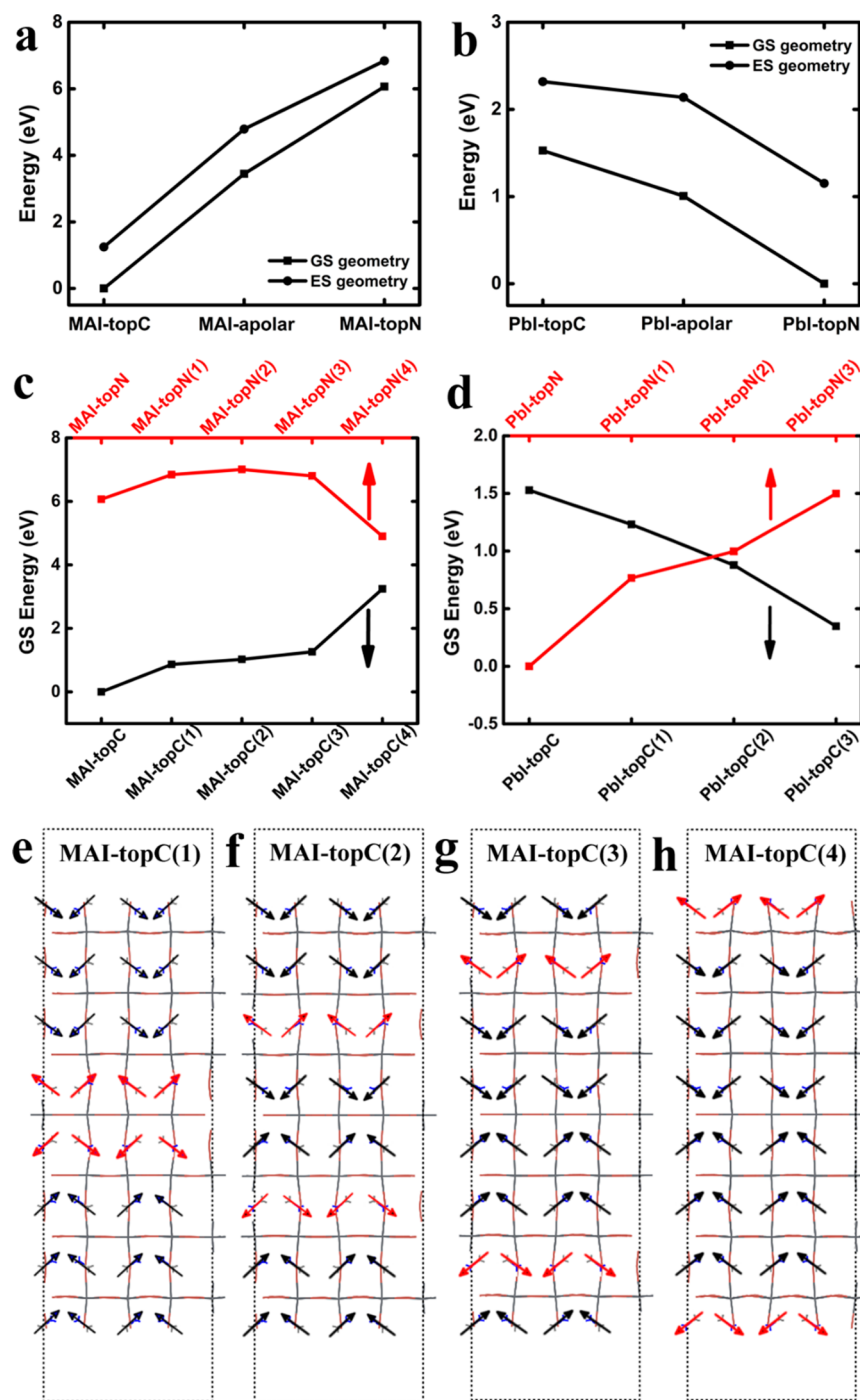 a
8
6
4
2
0
Energy (eV)
GS geometry
ES geometry
MAI-topC
MAI-apolar
MAI-topN
b
3
2
1
0
Energy (eV)
GS geometry
ES geometry
PbI-topC
PbI-apolar
PbI-topN
c
MAI-topN
MAI-topN(1)
MAI-topN(2)
MAI-topN(3)
MAI-topN(4)
8
6
4
2
0
GS Energy (eV)
MAI-topC
MAI-topC(1)
MAI-topC(2)
MAI-topC(3)
MAI-topC(4)
d
PbI-topN
PbI-topN(1)
PbI-topN(2)
PbI-topN(3)
2.0
1.5
1.0
0.5
0.0
-0.5
GS Energy (eV)
PbI-topC
PbI-topC(1)
PbI-topC(2)
PbI-topC(3)
e
MAI-topC(1)
f
MAI-topC(2)
g
MAI-topC(3)
h
MAI-topC(4)